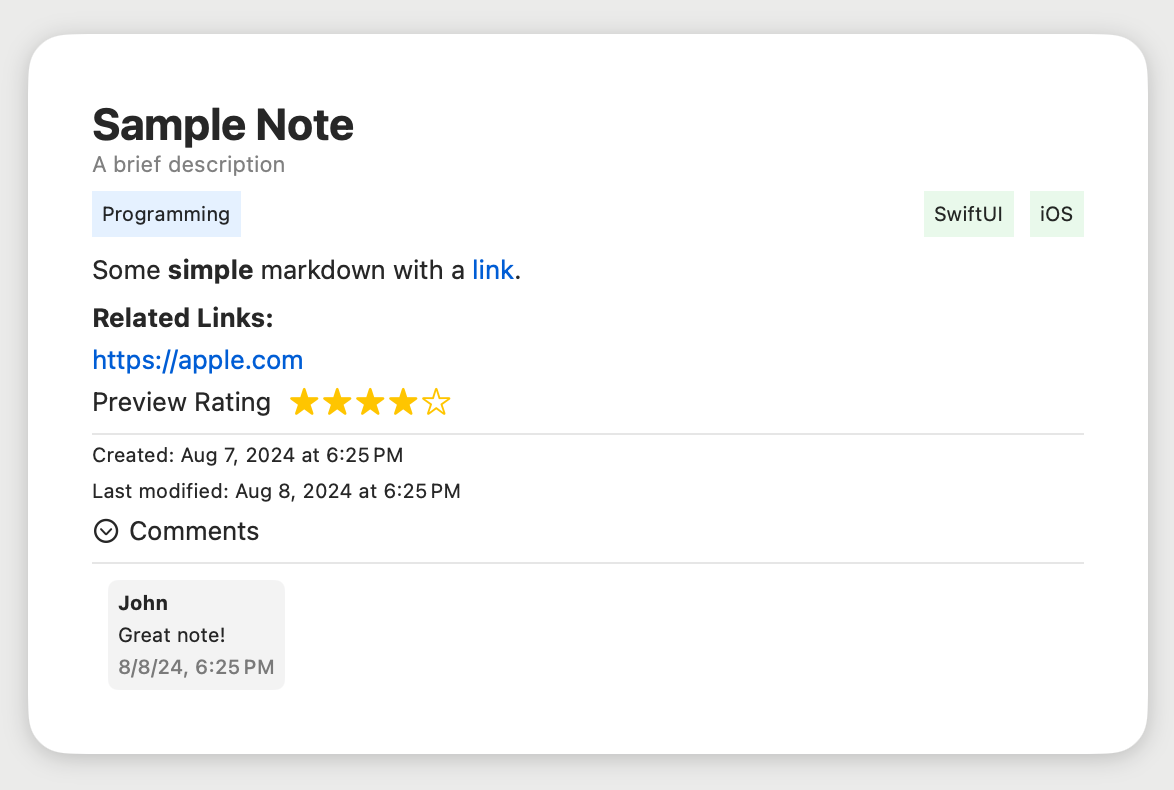 Sample Note
A brief description
Programming SwiftUI iOS
Some simple markdown with a link.
Related Links:
https://apple.com
Preview Rating
Created: Aug 7, 2024 at 6:25 PM
Last modified: Aug 8, 2024 at 6:25 PM
Comments
John
Great note!
8/8/24, 6:25 PM